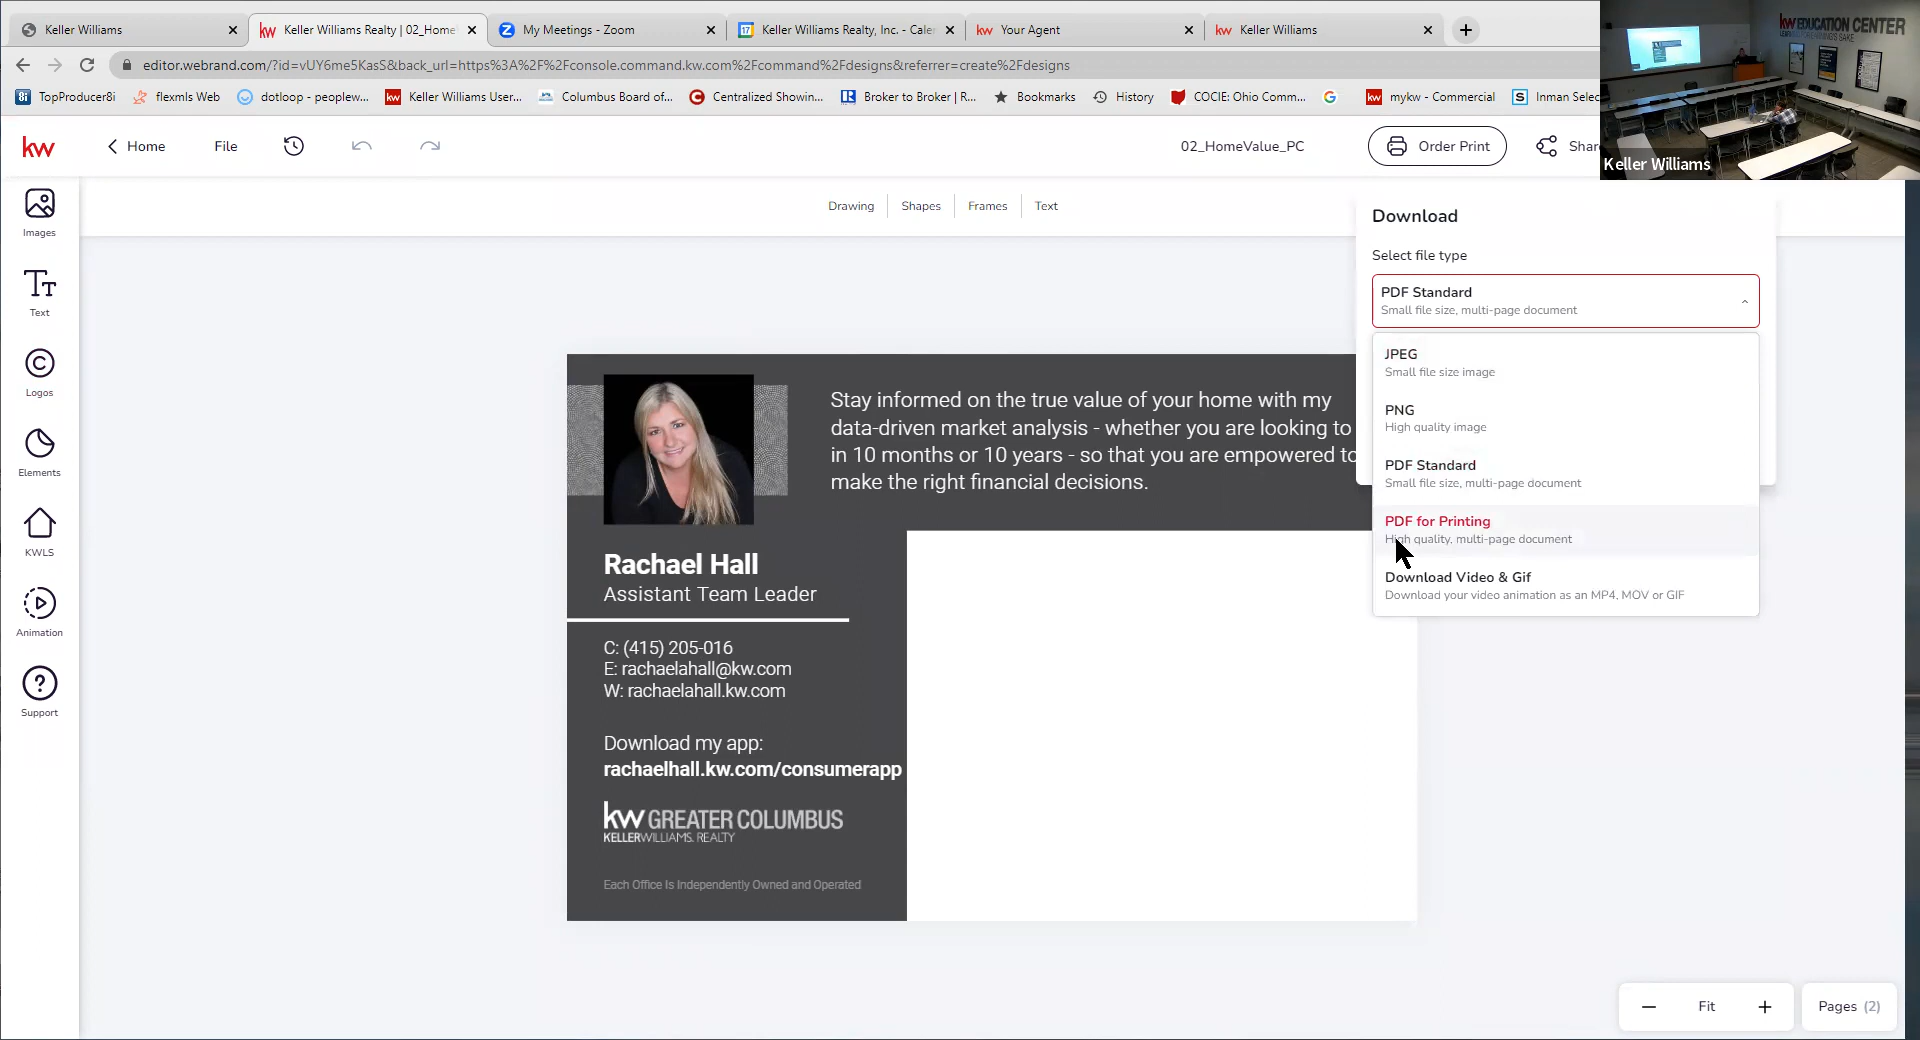 Keller Williams
Keller Williams Realty | 02_Home
My Meetings - Zoom
17 Keller Williams Realty, Inc. - Caler
Your Agent
Keller Williams
editor.webrand.com/?id=vUY6me5KasS&back_url=https%3A%2F%2Fconsole.command.kw.com%2Fcommand%2Fdesigns&referrer=create%2Fdesigns
TopProducer8i
flexmls Web
dotloop - peoplew...
Keller Williams User...
Columbus Board of...
Centralized Showin...
Broker to Broker | R...
Bookmarks
History
COCIE: Ohio Comm...
mykw - Commercial
Inman Selec
kw EDUCATION CENTER
Keller Williams
kw
Home
File
02_HomeValue_PC
Order Print
Shar
Images
Text
Logos
Elements
KWLS
Animation
Support
Drawing
Shapes
Frames
Text
Download
Select file type
PDF Standard
Small file size, multi-page document
JPEG
Small file size image
PNG
High quality image
PDF Standard
Small file size, multi-page document
PDF for Printing
High quality, multi-page document
Download Video & Gif
Download your video animation as an MP4, MOV or GIF
Stay informed on the true value of your home with my
data-driven market analysis - whether you are looking to
in 10 months or 10 years - so that you are empowered to
make the right financial decisions.
Rachael Hall
Assistant Team Leader
C: (415) 205-016
E: rachaelahall@kw.com
W: rachaelahall.kw.com
Download my app:
rachaelhall.kw.com/consumerapp
kw GREATER COLUMBUS
KELLERWILLIAMS. REALTY
Each Office Is Independently Owned and Operated
Fit
Pages (2)